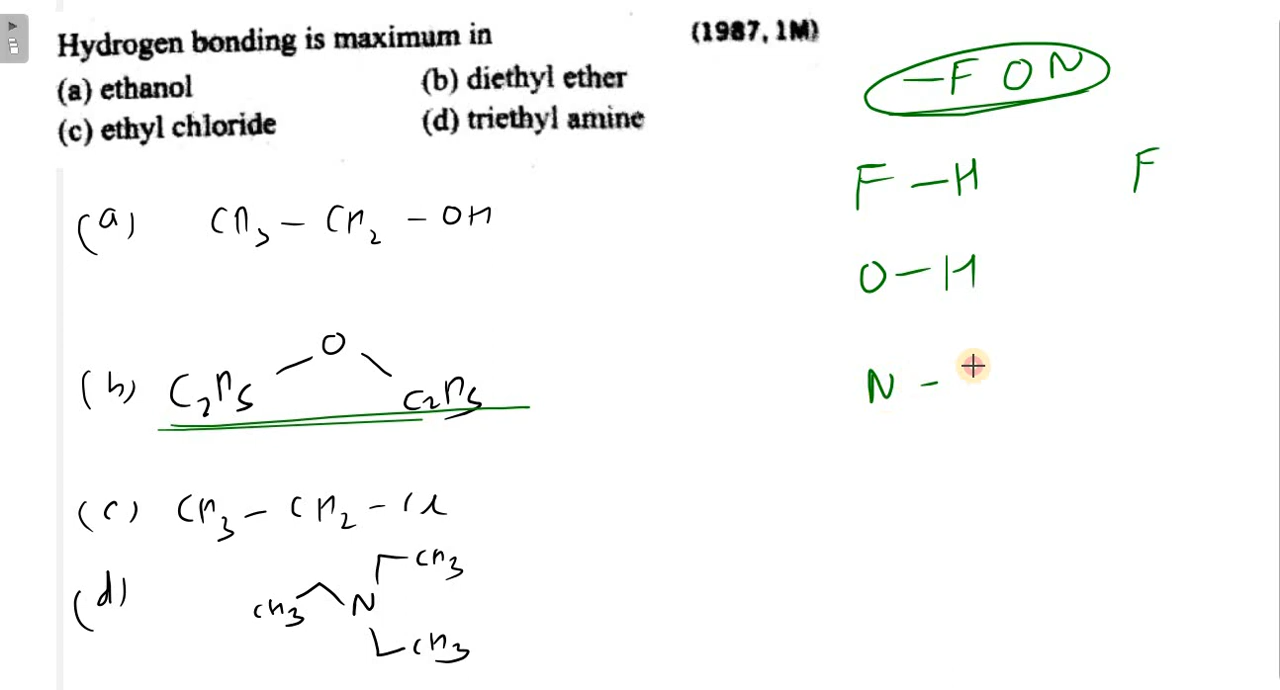 Hydrogen bonding is maximum in (1987, 1M)
(a) ethanol (b) diethyl ether
(c) ethyl chloride (d) triethyl amine
-F O N
F-H F
O-H
N-
(a) CH3-CH2-OH
(b) C2H5 O C2H5
(c) CH3-CH2-Cl
(d) CH3 N CH3
CH3